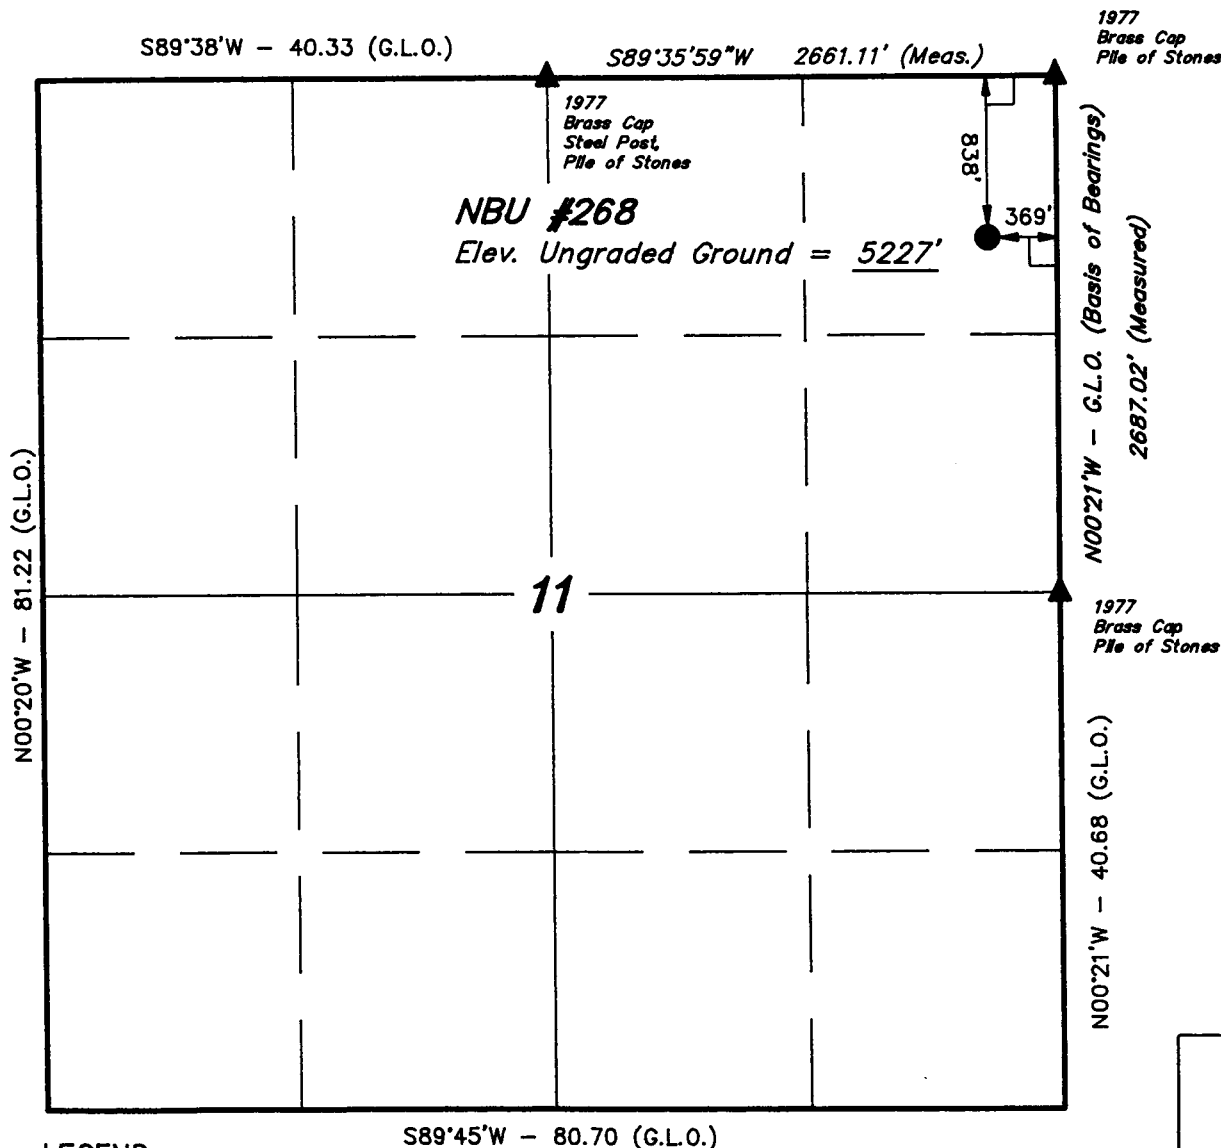 S89°38'W - 40.33 (G.L.O.)
S89°35'59"W 2661.11' (Meas.)
1977
Brass Cap
Pile of Stones
1977
Brass Cap
Steel Post,
Pile of Stones
838'
369'
NBU #268
Elev. Ungraded Ground = 5227'
N00°21'W - G.L.O. (Basis of Bearings)
2687.02' (Measured)
N00°20'W - 81.22 (G.L.O.)
11
1977
Brass Cap
Pile of Stones
N00°21'W - 40.68 (G.L.O.)
S89°45'W - 80.70 (G.L.O.)